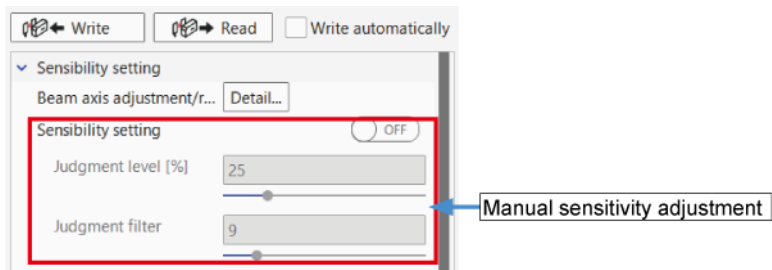 Write Read Write automatically
Sensibility setting
Beam axis adjustment/r... Detail...
Sensibility setting OFF
Judgment level [%] 25
Manual sensitivity adjustment
Judgment filter 9